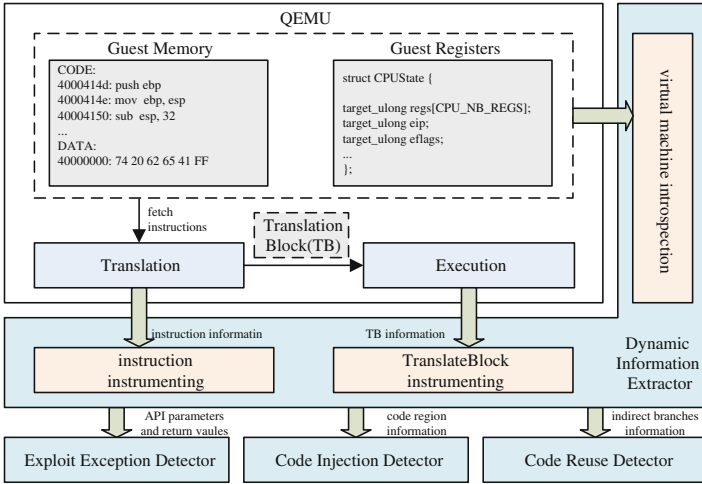 QEMU
Guest Memory
CODE:
4000414d: push ebp
4000414e: mov ebp, esp
40004150: sub esp, 32
...
DATA:
40000000: 74 20 62 65 41 FF
Guest Registers
struct CPUState {
target_ulong regs[CPU_NB_REGS];
target_ulong eip;
target_ulong eflags;
...
};
virtual machine introspection
fetch
instructions
Translation
Block(TB)
Translation
Execution
instruction informatin
TB information
instruction
instrumenting
TranslateBlock
instrumenting
Dynamic
Information
Extractor
API parameters
and return vaules
code region
information
indirect branches
information
Exploit Exception Detector
Code Injection Detector
Code Reuse Detector